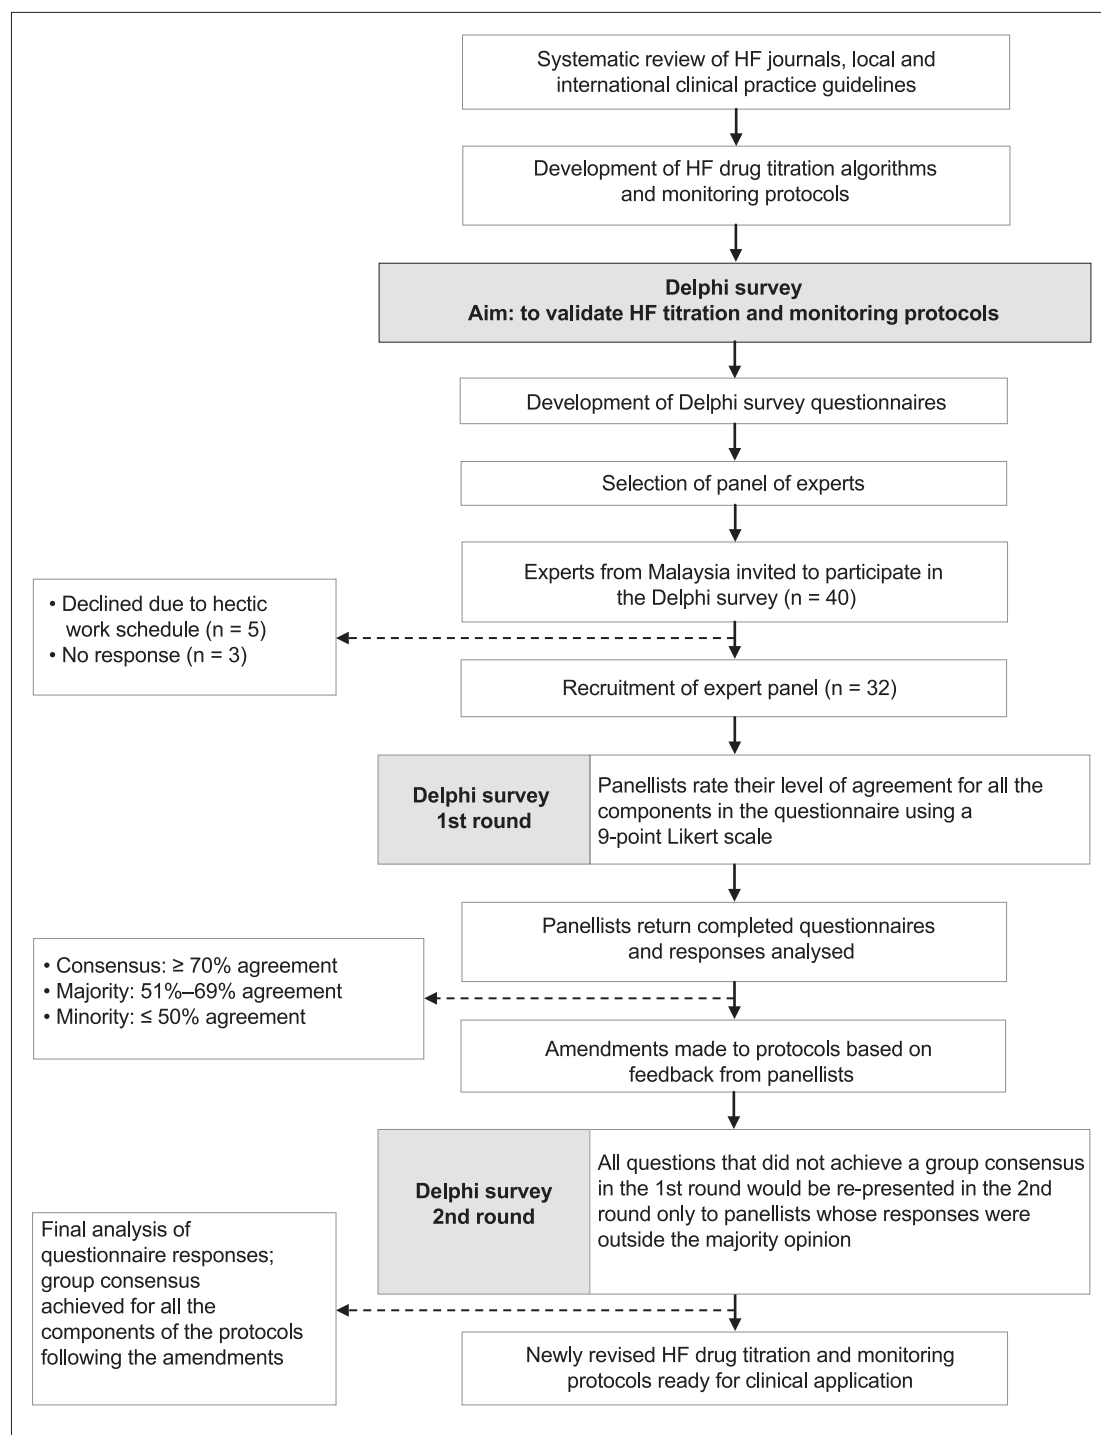 Systematic review of HF journals, local and
international clinical practice guidelines
Development of HF drug titration algorithms
and monitoring protocols
Delphi survey
Aim: to validate HF titration and monitoring protocols
Development of Delphi survey questionnaires
Selection of panel of experts
Experts from Malaysia invited to participate in
the Delphi survey (n = 40)
• Declined due to hectic
work schedule (n = 5)
• No response (n = 3)
Recruitment of expert panel (n = 32)
Delphi survey
1st round
Panellists rate their level of agreement for all the
components in the questionnaire using a
9-point Likert scale
Panellists return completed questionnaires
and responses analysed
• Consensus: ≥ 70% agreement
• Majority: 51%–69% agreement
• Minority: ≤ 50% agreement
Amendments made to protocols based on
feedback from panellists
Delphi survey
2nd round
All questions that did not achieve a group consensus
in the 1st round would be re-presented in the 2nd
round only to panellists whose responses were
outside the majority opinion
Final analysis of
questionnaire responses;
group consensus
achieved for all the
components of the protocols
following the amendments
Newly revised HF drug titration and monitoring
protocols ready for clinical application